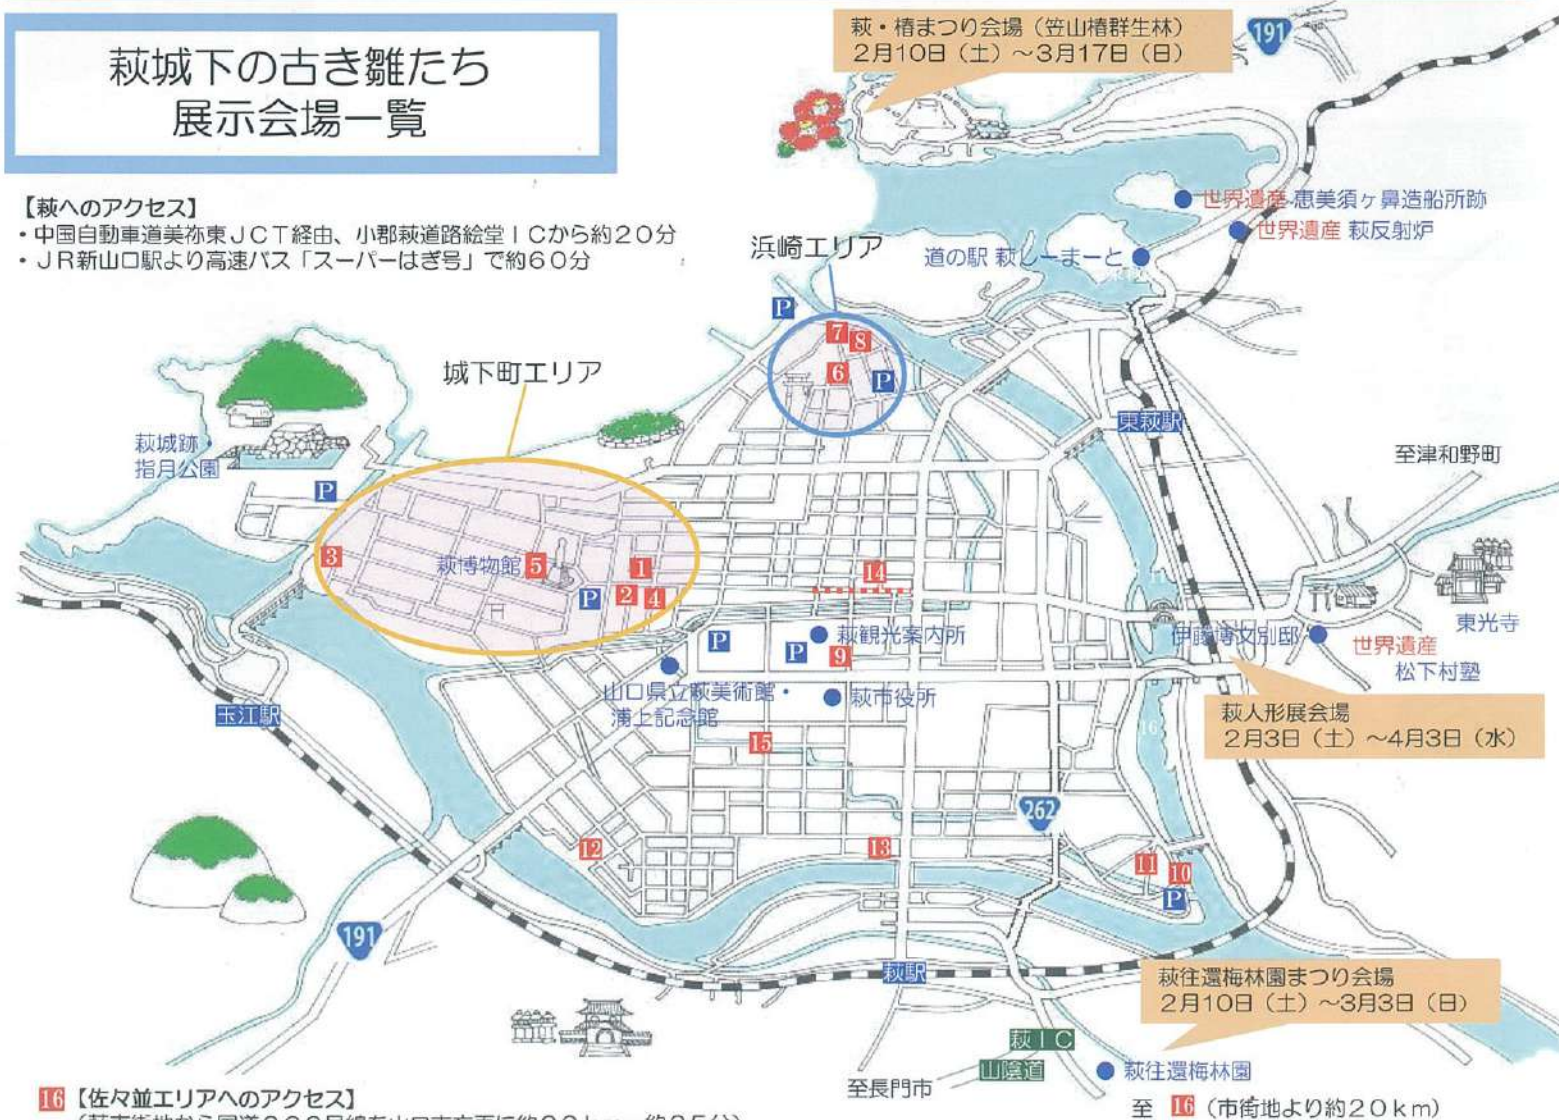 萩城下の古き雛たち
展示会場一覧
【萩へのアクセス】
・中国自動車道美祢東JCT経由、小郡萩道路絵堂ICから約20分
・JR新山口駅より高速バス「スーパーはぎ号」で約60分
萩・椿まつり会場（笠山椿群生林）
2月10日（土）～3月17日（日）
191
世界遺産 恵美須ヶ鼻造船所跡
世界遺産 萩反射炉
道の駅 萩しーまーと
浜崎エリア
P
7
8
6
P
城下町エリア
萩城跡
指月公園
P
東萩駅
至津和野町
3
萩博物館 5
P
1
2
4
14
萩観光案内所
P
P
9
山口県立萩美術館・
浦上記念館
萩市役所
伊藤博文別邸
世界遺産
松下村塾
東光寺
萩人形展会場
2月3日（土）～4月3日（水）
玉江駅
15
262
12
13
11
10
P
191
萩駅
萩往還梅林園まつり会場
2月10日（土）～3月3日（日）
萩IC
山陰道
至長門市
萩往還梅林園
16【佐々並エリアへのアクセス】
至 16（市街地より約20km）